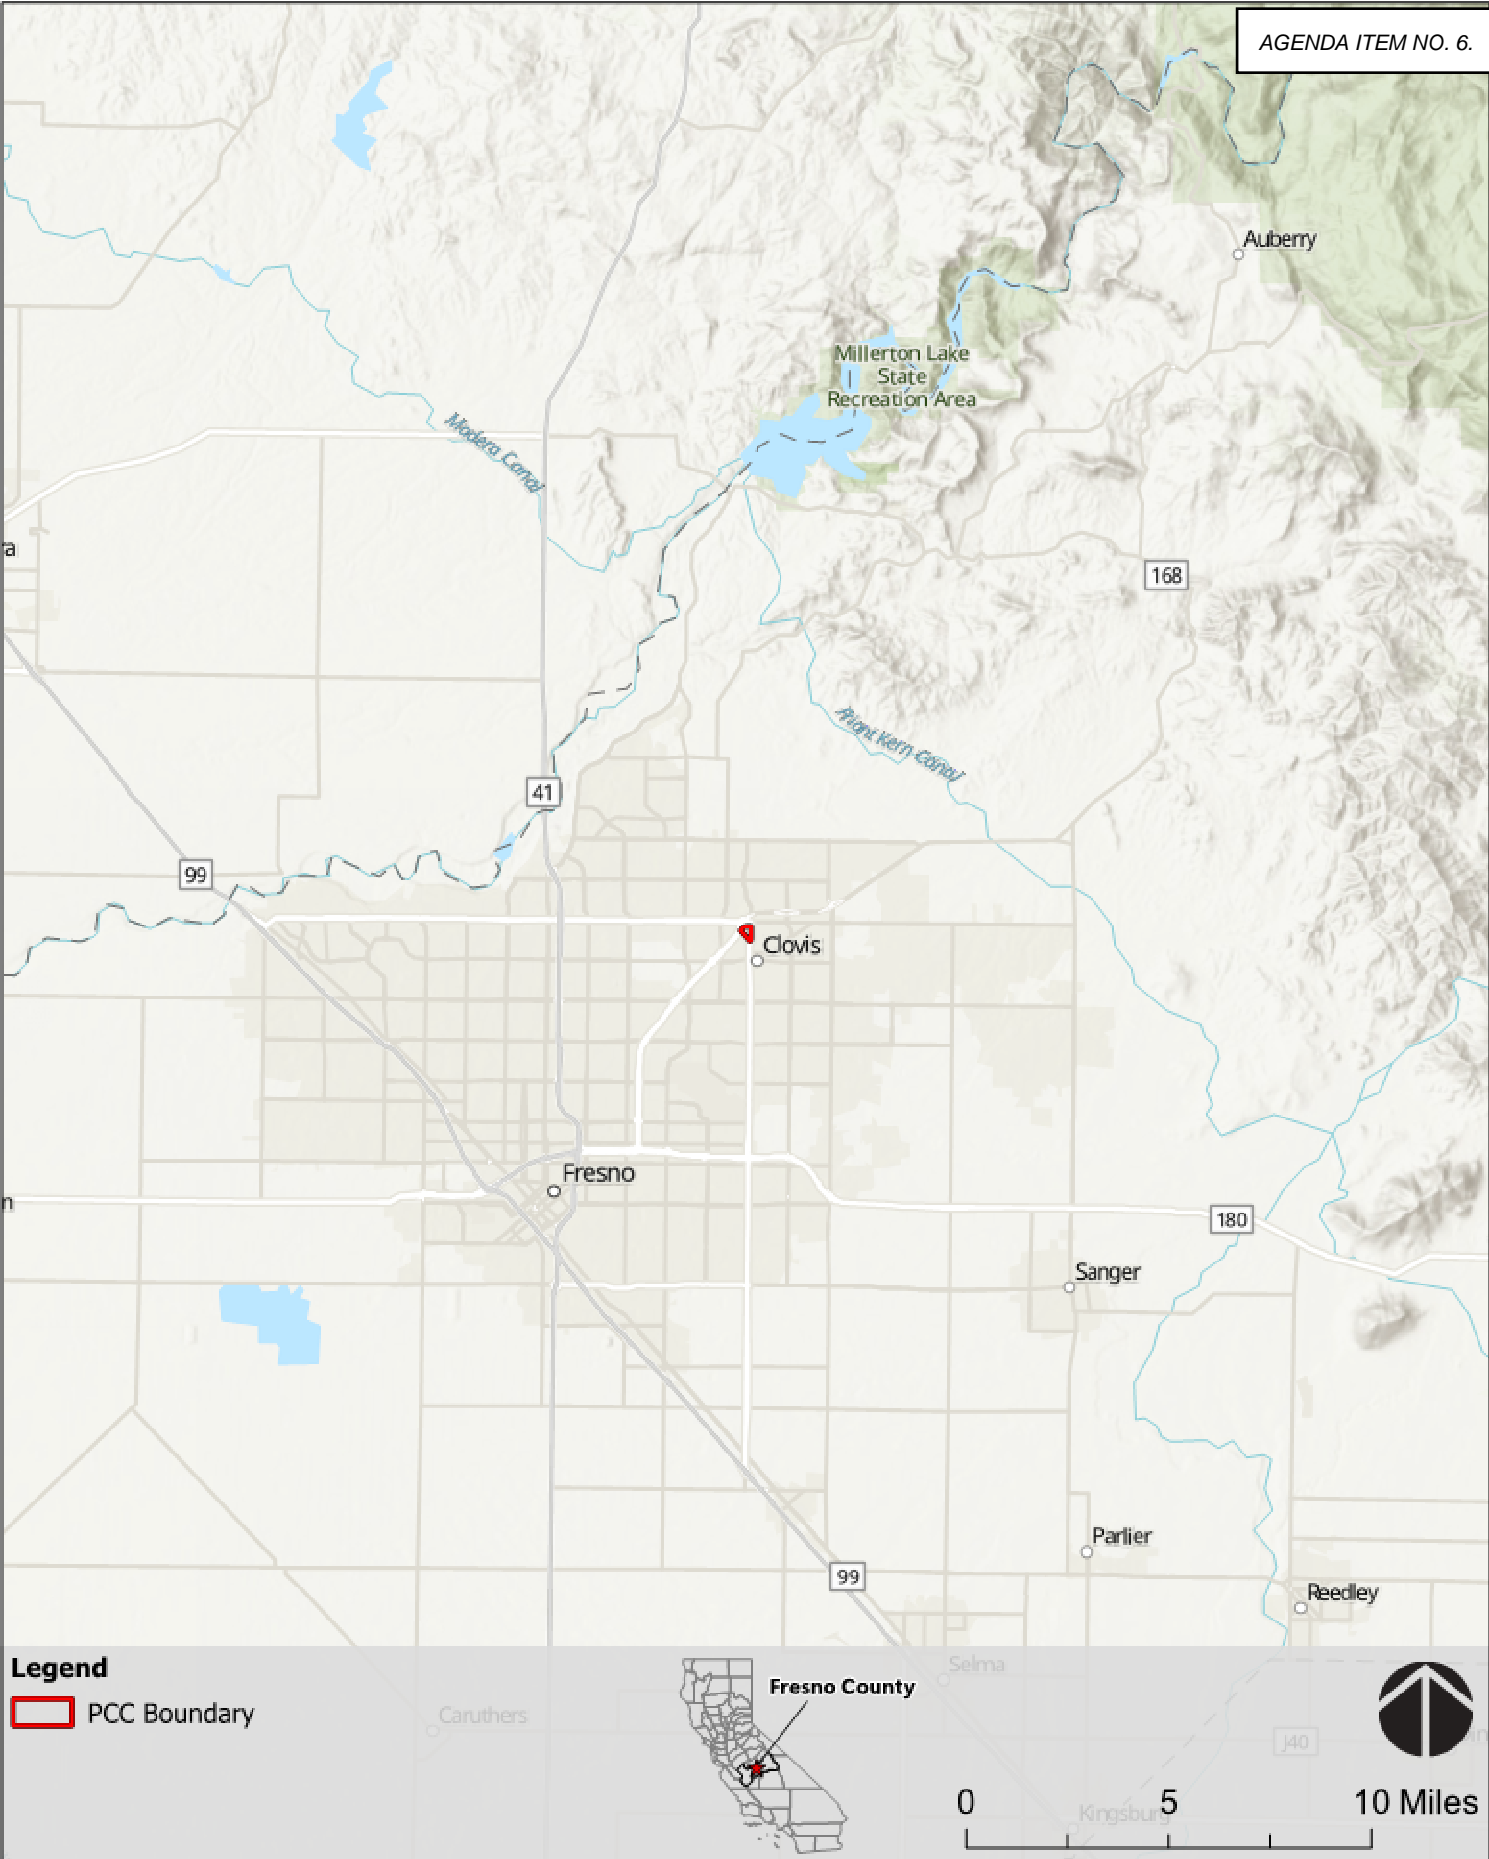 AGENDA ITEM NO. 6.
Auberry
Millerton Lake
State
Recreation Area
Madera Canal
a
168
Friant Kern Canal
41
99
Clovis
Fresno
n
180
Sanger
Parlier
99
Reedley
Legend
PCC Boundary
Selma
Fresno County
Caruthers
J40
in
0 5 10 Miles
Kingsburg